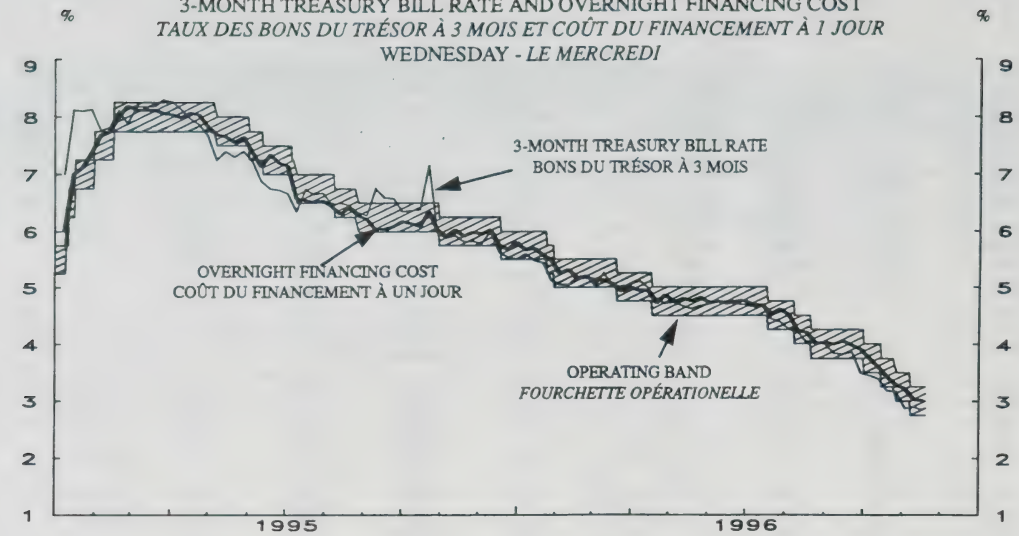 3-MONTH TREASURY BILL RATE AND OVERNIGHT FINANCING COST
TAUX DES BONS DU TRÉSOR À 3 MOIS ET COÛT DU FINANCEMENT À 1 JOUR
WEDNESDAY - LE MERCREDI
% %
9 9
8 8
3-MONTH TREASURY BILL RATE
BONS DU TRÉSOR À 3 MOIS
7 7
6 6
OVERNIGHT FINANCING COST
COÛT DU FINANCEMENT À UN JOUR
5 5
4 4
OPERATING BAND
FOURCHETTE OPÉRATIONELLE
3 3
2 2
1 1
1995 1996